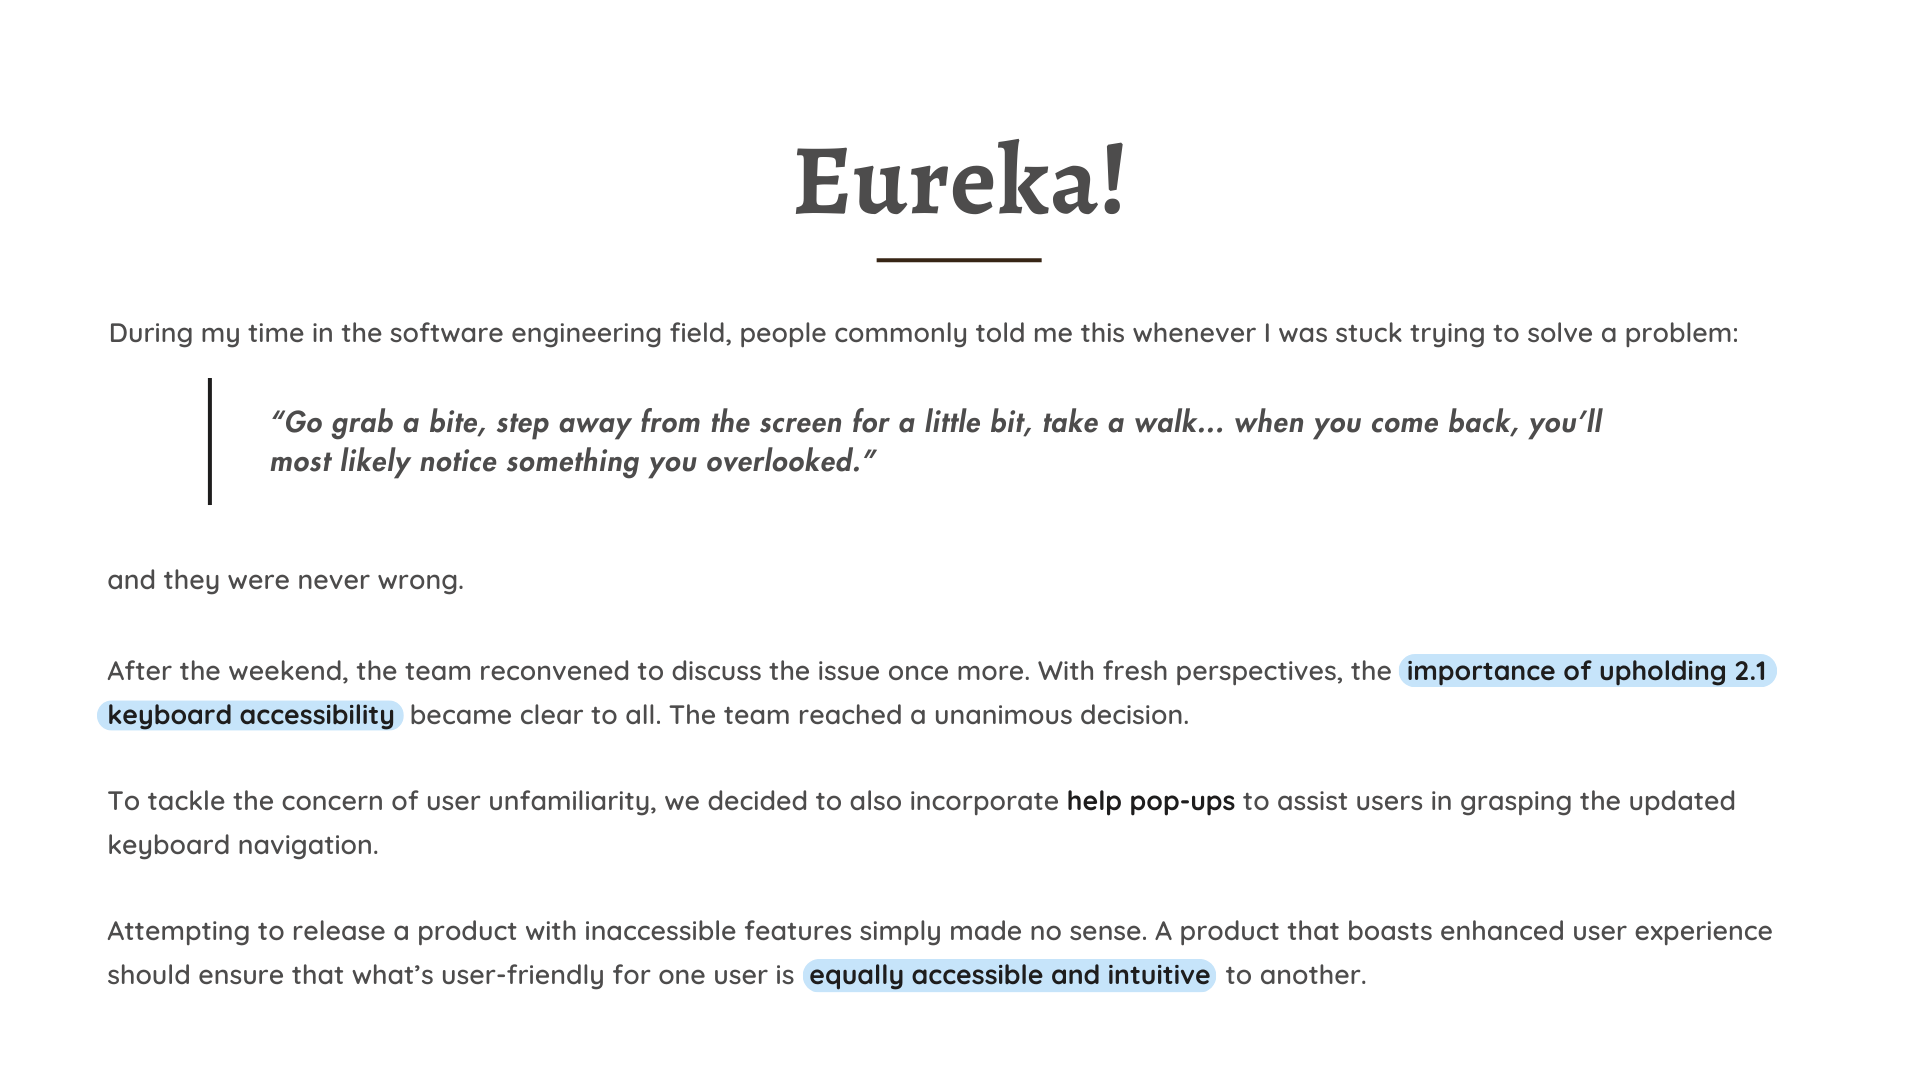 Eureka!
During my time in the software engineering field, people commonly told me this whenever I was stuck trying to solve a problem:
“Go grab a bite, step away from the screen for a little bit, take a walk... when you come back, you’ll
most likely notice something you overlooked.”
and they were never wrong.
After the weekend, the team reconvened to discuss the issue once more. With fresh perspectives, the importance of upholding 2.1
keyboard accessibility became clear to all. The team reached a unanimous decision.
To tackle the concern of user unfamiliarity, we decided to also incorporate help pop-ups to assist users in grasping the updated
keyboard navigation.
Attempting to release a product with inaccessible features simply made no sense. A product that boasts enhanced user experience
should ensure that what’s user-friendly for one user is equally accessible and intuitive to another.